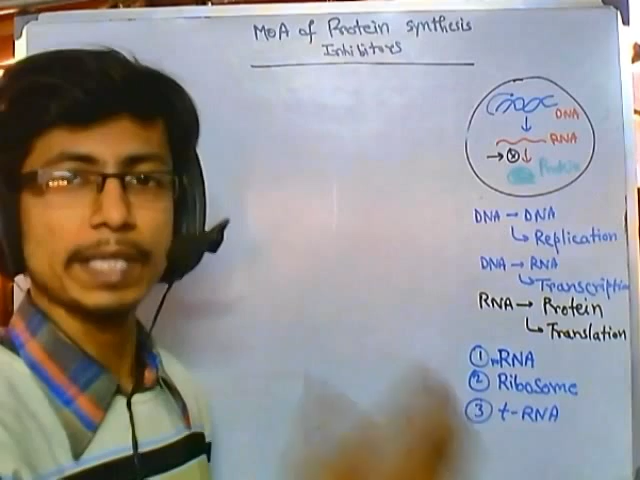 MOA of Protein synthesis
Inhibitors
DNA
RNA
Protein
DNA → DNA
↳ Replication
DNA → RNA
↳ Transcription
RNA → Protein
↳ Translation
① mRNA
② Ribosome
③ t-RNA